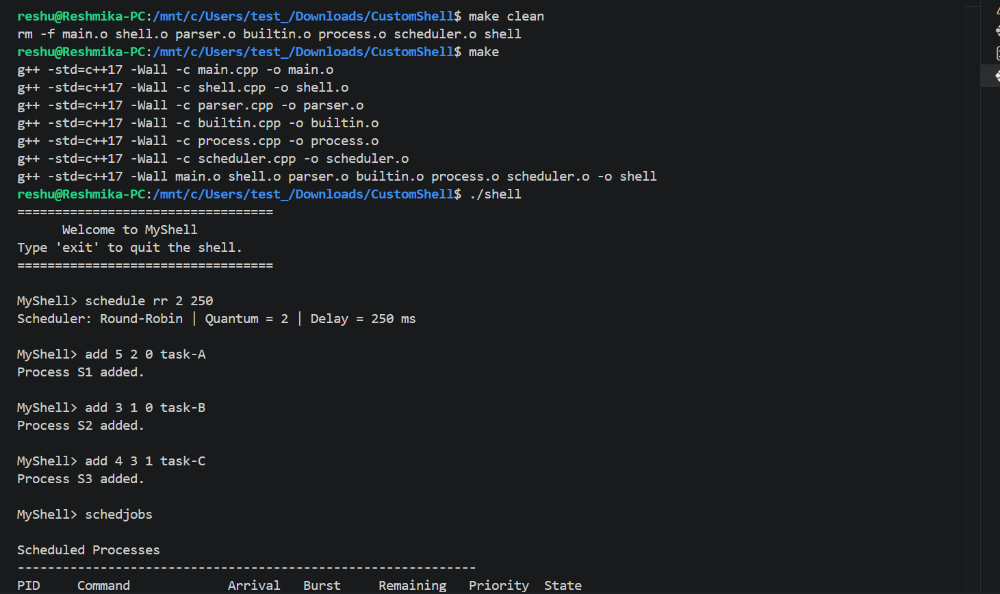 reshu@Reshmika-PC:/mnt/c/Users/test_/Downloads/CustomShell$ make clean
rm -f main.o shell.o parser.o builtin.o process.o scheduler.o shell
reshu@Reshmika-PC:/mnt/c/Users/test_/Downloads/CustomShell$ make
g++ -std=c++17 -Wall -c main.cpp -o main.o
g++ -std=c++17 -Wall -c shell.cpp -o shell.o
g++ -std=c++17 -Wall -c parser.cpp -o parser.o
g++ -std=c++17 -Wall -c builtin.cpp -o builtin.o
g++ -std=c++17 -Wall -c process.cpp -o process.o
g++ -std=c++17 -Wall -c scheduler.cpp -o scheduler.o
g++ -std=c++17 -Wall main.o shell.o parser.o builtin.o process.o scheduler.o -o shell
reshu@Reshmika-PC:/mnt/c/Users/test_/Downloads/CustomShell$ ./shell
==================================
      Welcome to MyShell
Type 'exit' to quit the shell.
==================================

MyShell> schedule rr 2 250
Scheduler: Round-Robin | Quantum = 2 | Delay = 250 ms

MyShell> add 5 2 0 task-A
Process S1 added.

MyShell> add 3 1 0 task-B
Process S2 added.

MyShell> add 4 3 1 task-C
Process S3 added.

MyShell> schedjobs

Scheduled Processes
-------------------------------------------------------------
PID     Command             Arrival   Burst     Remaining   Priority  State